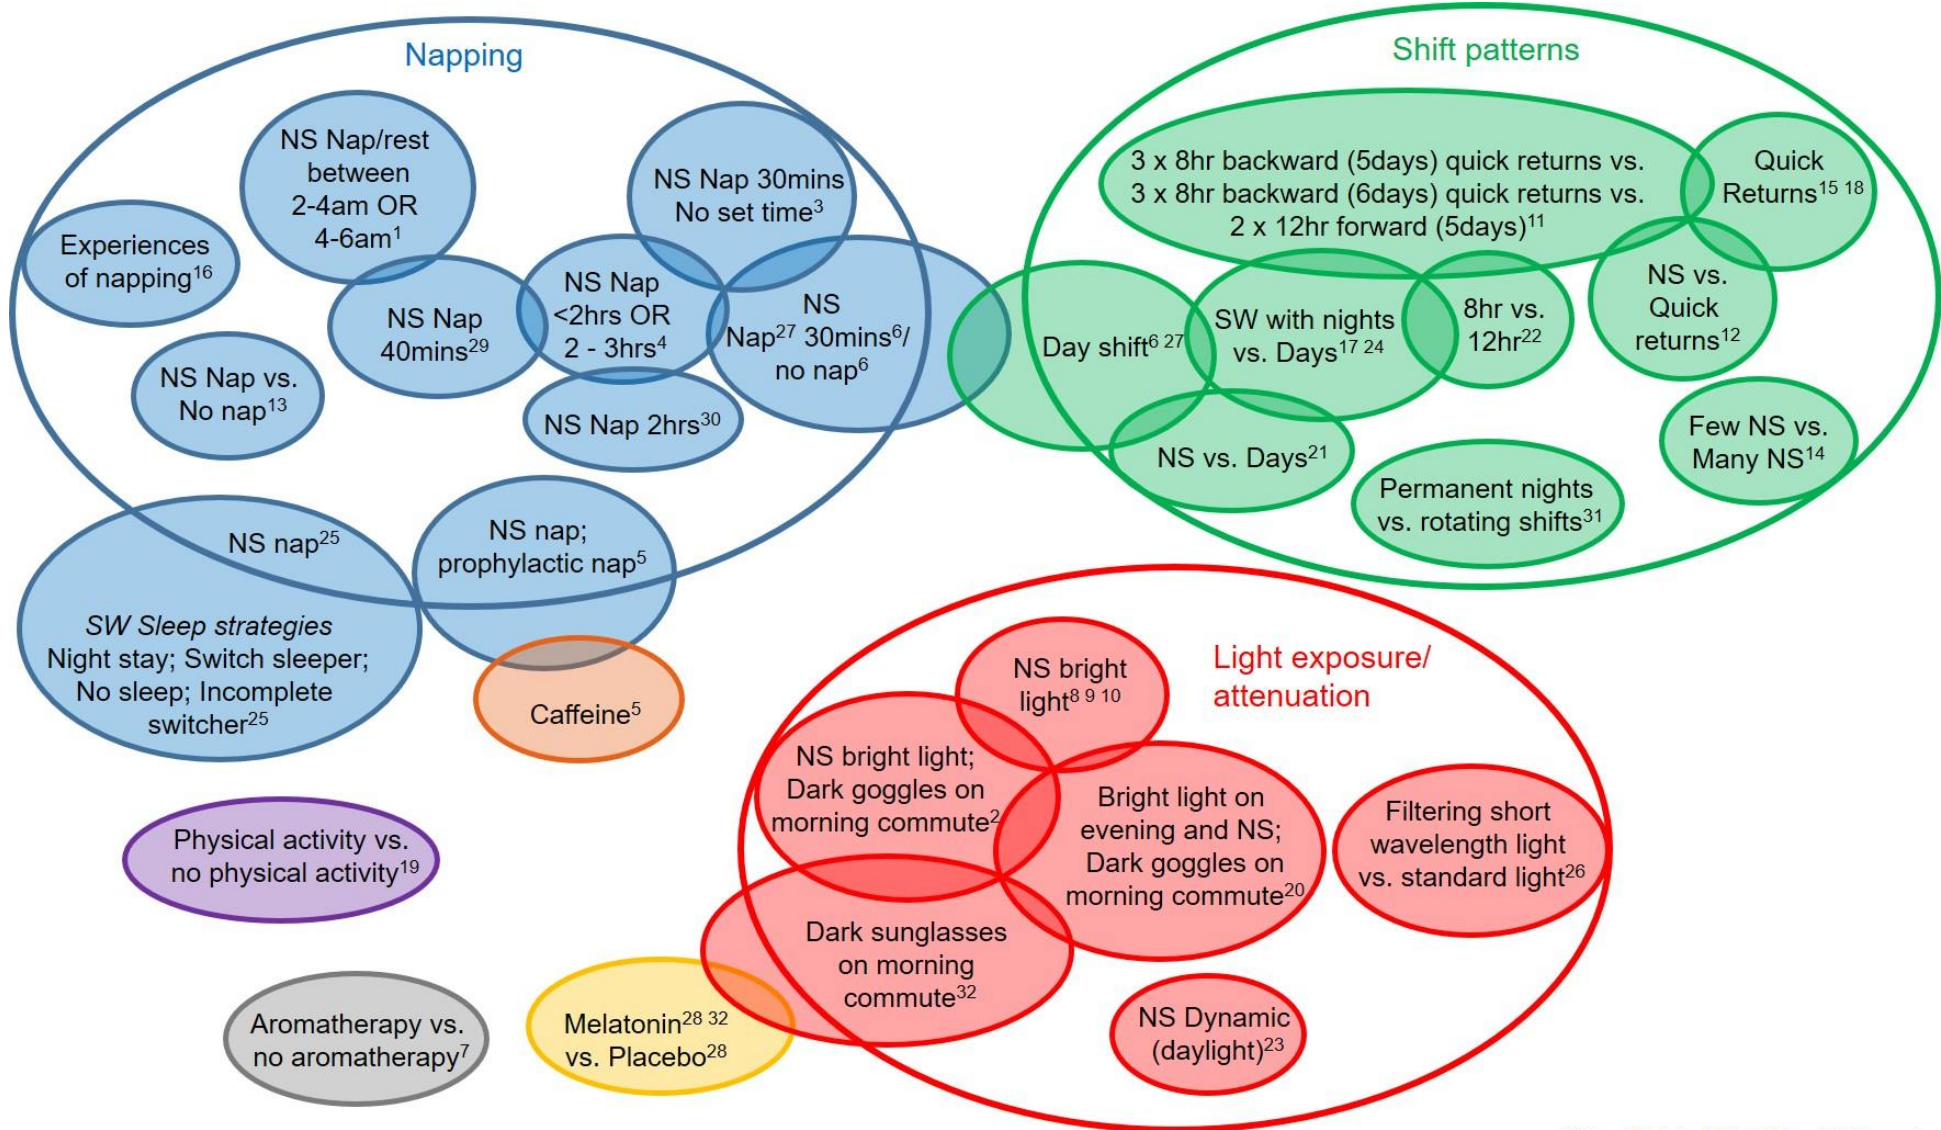 Napping
NS Nap/rest
between
2-4am OR
4-6am1
NS Nap 30mins
No set time3
Experiences
of napping16
NS Nap
40mins29
NS Nap
<2hrs OR
2 - 3hrs4
NS
Nap27 30mins6/
no nap6
NS Nap vs.
No nap13
NS Nap 2hrs30
NS nap25
SW Sleep strategies
Night stay; Switch sleeper;
No sleep; Incomplete
switcher25
NS nap;
prophylactic nap5
Caffeine5
Shift patterns
3 x 8hr backward (5days) quick returns vs.
3 x 8hr backward (6days) quick returns vs.
2 x 12hr forward (5days)11
Quick
Returns15 18
Day shift6 27
SW with nights
vs. Days17 24
8hr vs.
12hr22
NS vs.
Quick
returns12
NS vs. Days21
Few NS vs.
Many NS14
Permanent nights
vs. rotating shifts31
Light exposure/
attenuation
NS bright
light8 9 10
NS bright light;
Dark goggles on
morning commute2
Bright light on
evening and NS;
Dark goggles on
morning commute20
Filtering short
wavelength light
vs. standard light26
Dark sunglasses
on morning
commute32
NS Dynamic
(daylight)23
Physical activity vs.
no physical activity19
Aromatherapy vs.
no aromatherapy7
Melatonin28 32
vs. Placebo28